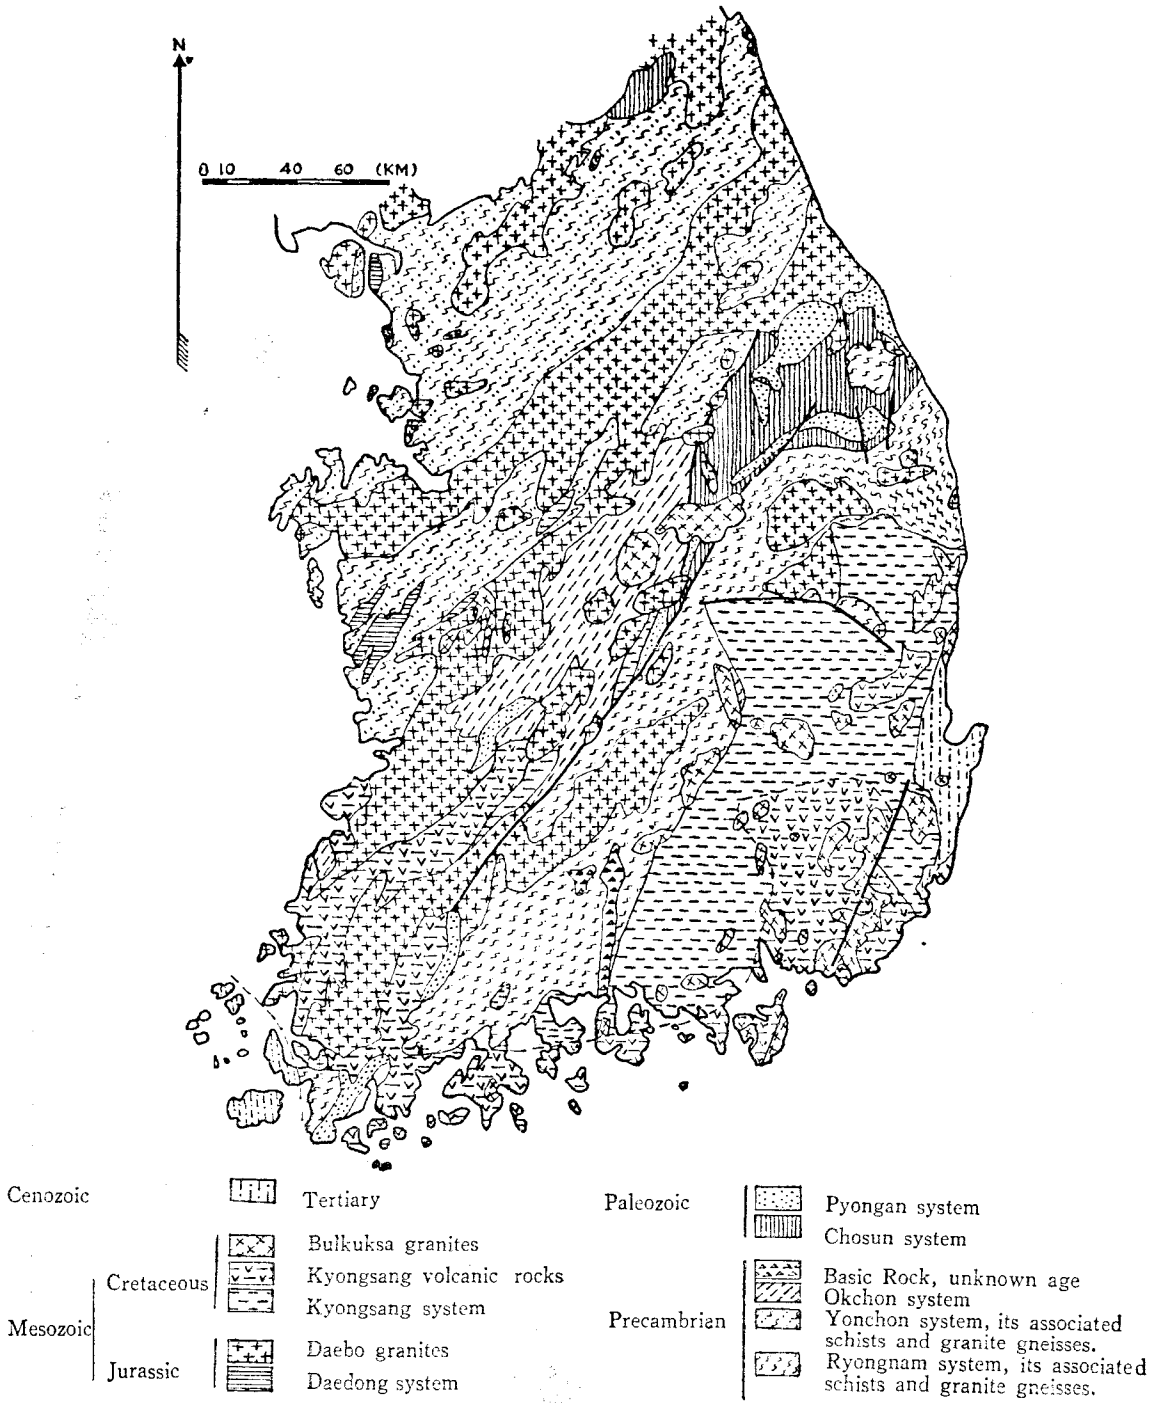 N
0 10 40 60 (KM)
Cenozoic
Tertiary
Mesozoic
Cretaceous
Bulkuksa granites
Kyongsang volcanic rocks
Kyongsang system
Jurassic
Daebo granites
Daedong system
Paleozoic
Pyongan system
Chosun system
Precambrian
Basic Rock, unknown age
Okchon system
Yonchon system, its associated
schists and granite gneisses.
Ryongnam system, its associated
schists and granite gneisses.